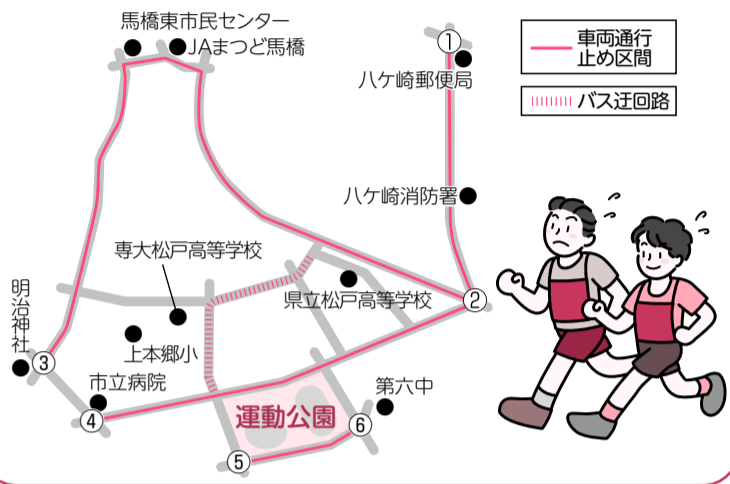 馬橋東市民センター
JAまつど馬橋
①
八ケ崎郵便局
車両通行
止め区間
バス迂回路
八ケ崎消防署
専大松戸高等学校
県立松戸高等学校
②
明治神社
③
上本郷小
市立病院
④
運動公園
第六中
⑤
⑥